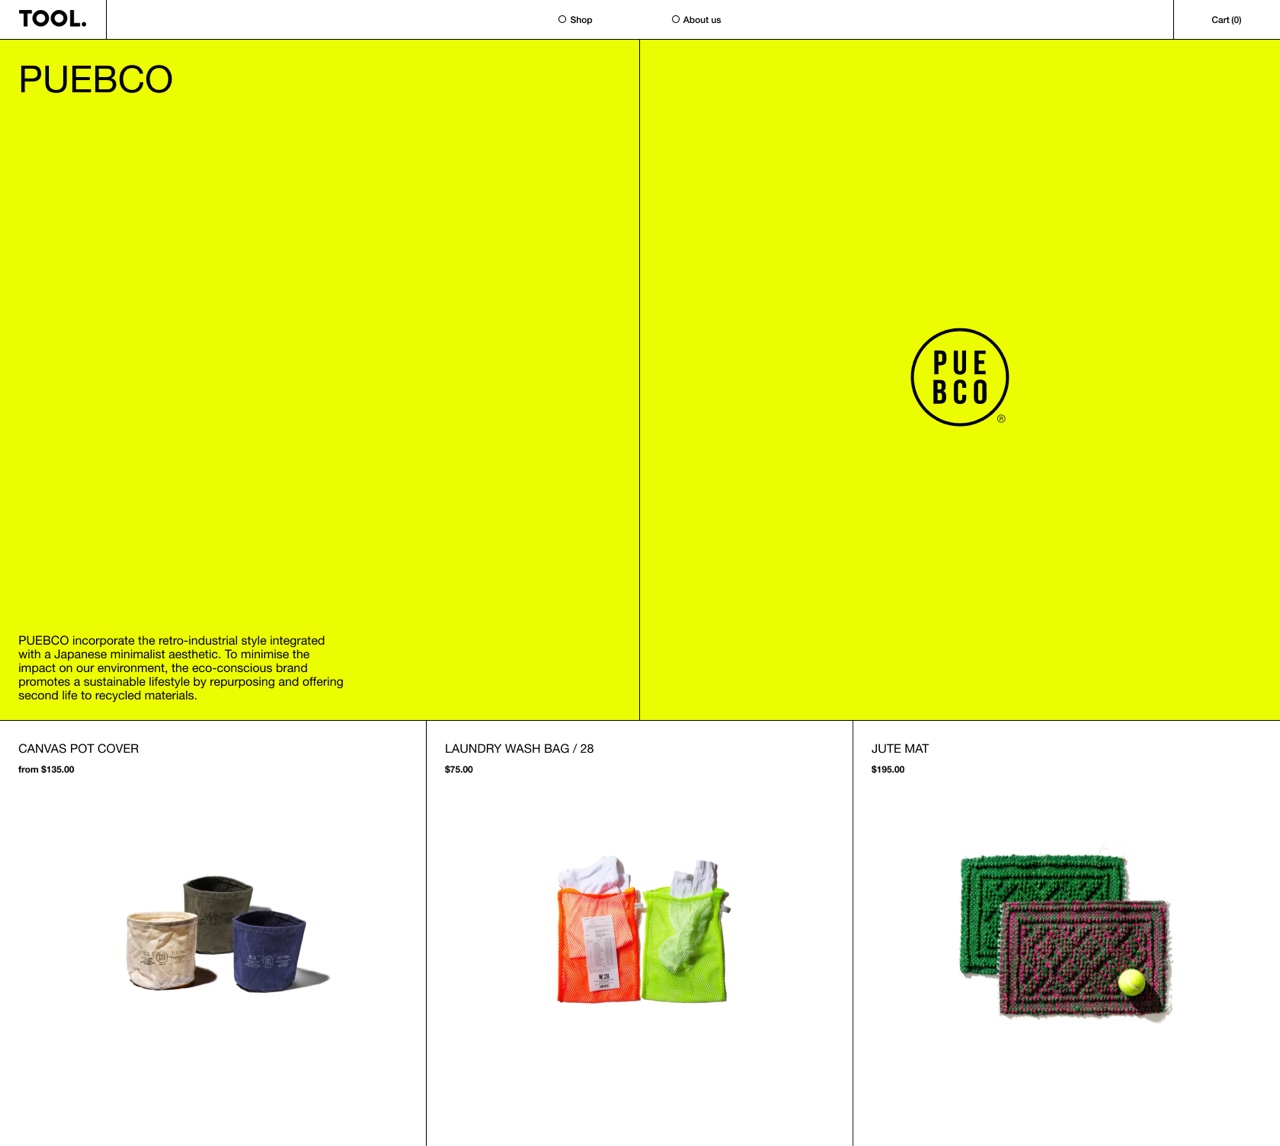 TOOL.
Shop
About us
Cart (0)
PUEBCO
PUE
BCO
®
PUEBCO incorporate the retro-industrial style integrated
with a Japanese minimalist aesthetic. To minimise the
impact on our environment, the eco-conscious brand
promotes a sustainable lifestyle by repurposing and offering
second life to recycled materials.
CANVAS POT COVER
from $135.00
LAUNDRY WASH BAG / 28
$75.00
JUTE MAT
$195.00